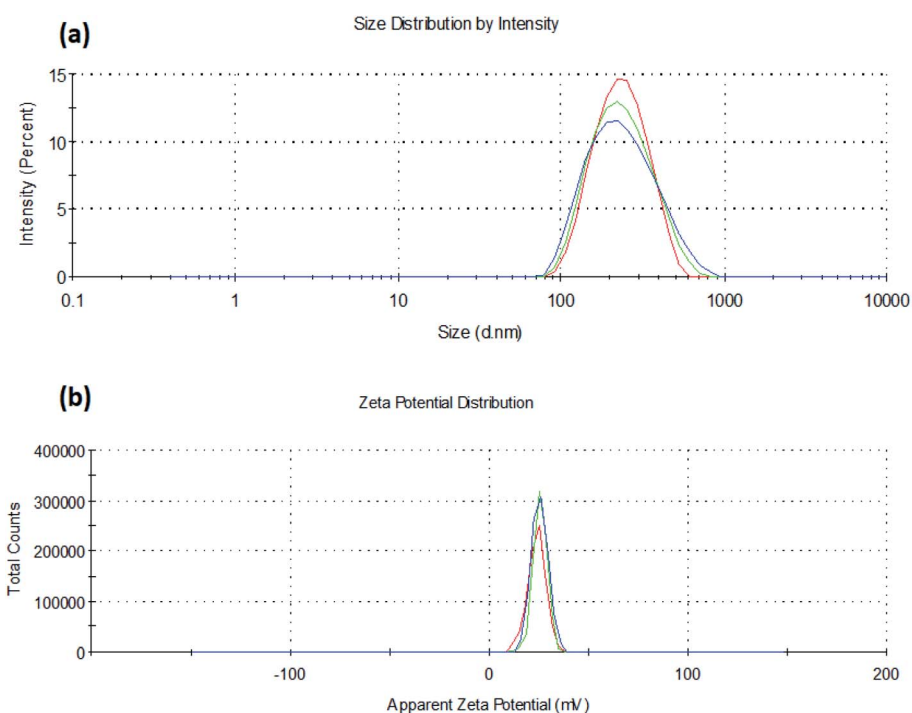 (a)
Size Distribution by Intensity
Intensity (Percent)
15
10
5
0
0.1 1 10 100 1000 10000
Size (d.nm)
(b)
Zeta Potential Distribution
Total Counts
400000
300000
200000
100000
0
-100 0 100 200
Apparent Zeta Potential (mV)